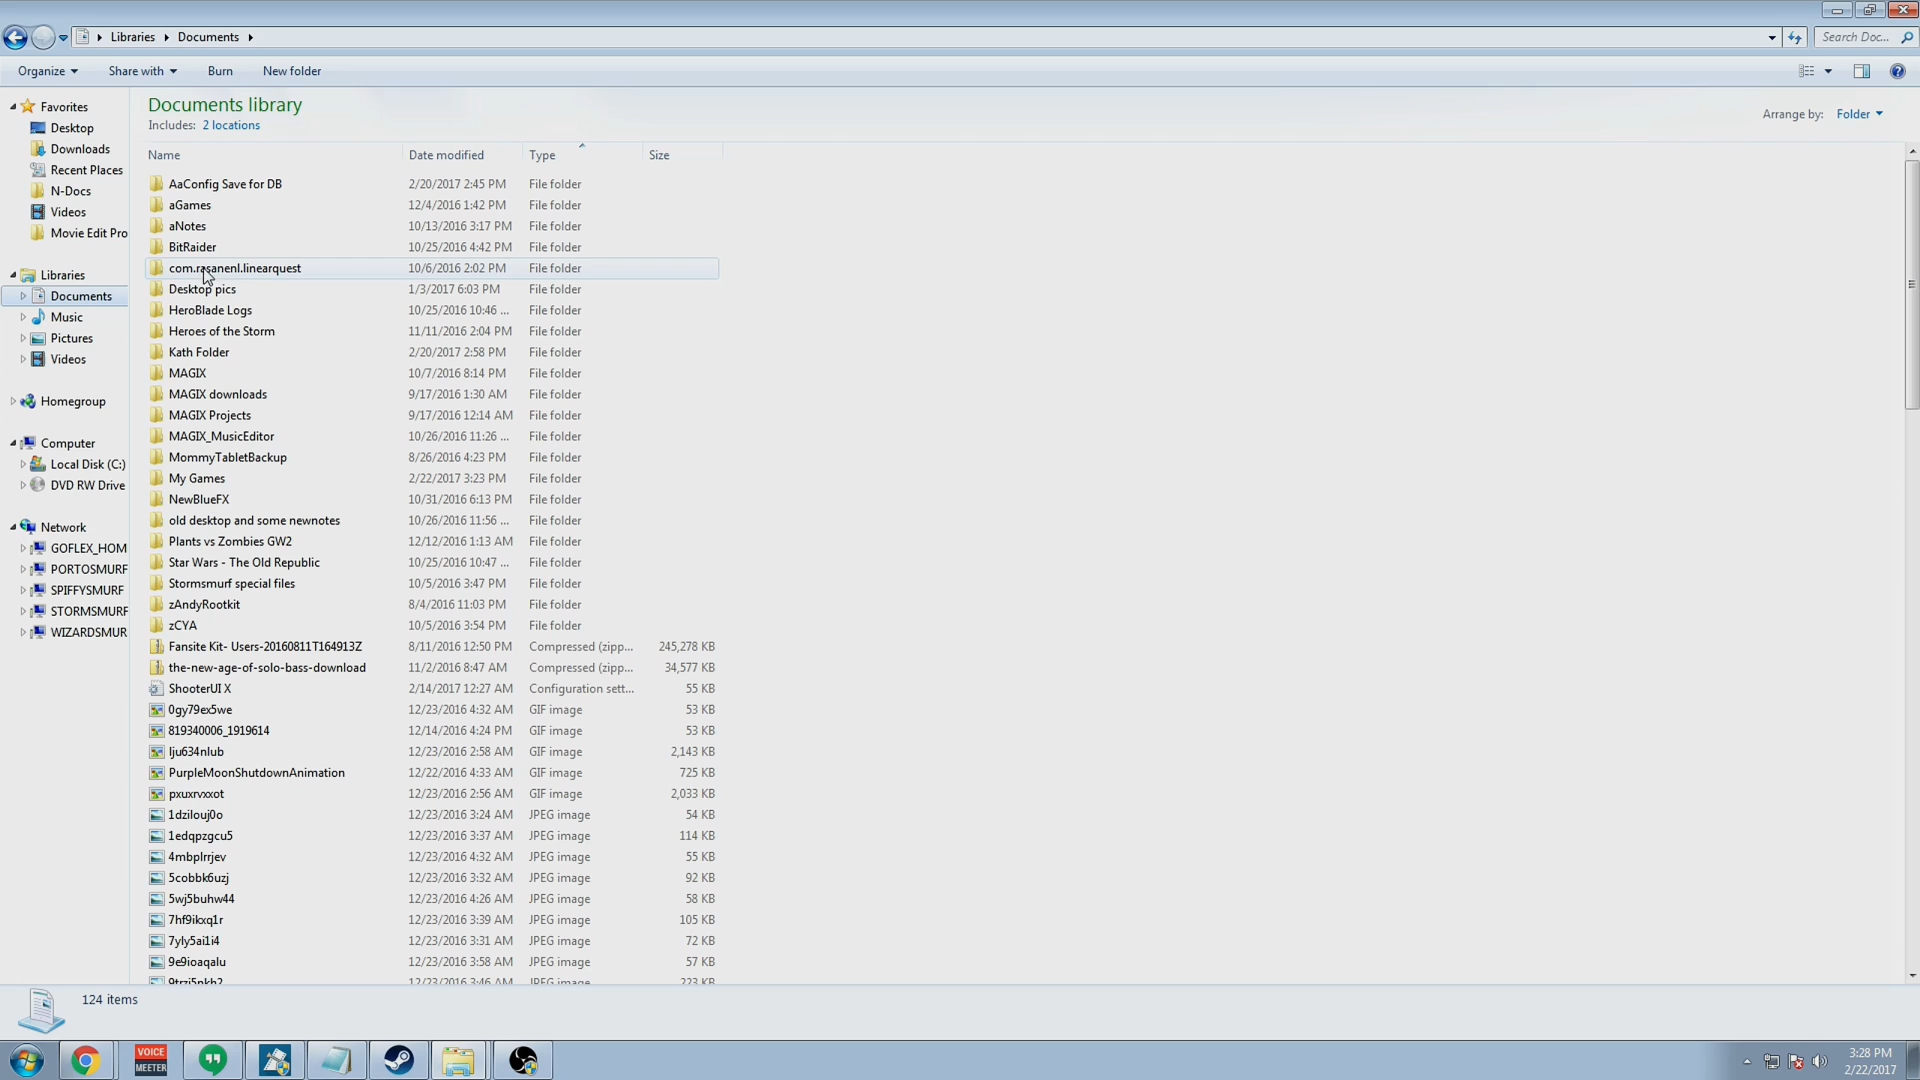 Libraries Documents
Search Doc...
Organize Share with Burn New folder
Favorites
Desktop
Downloads
Recent Places
N-Docs
Videos
Movie Edit Pro
Libraries
Documents
Music
Pictures
Videos
Homegroup
Computer
Local Disk (C:)
DVD RW Drive
Network
GOFLEX_HOM
PORTOSMURF
SPIFFYSMURF
STORMSMURF
WIZARDSMUR
Documents library
Includes: 2 locations
Arrange by: Folder
Name Date modified Type Size
AaConfig Save for DB 2/20/2017 2:45 PM File folder
aGames 12/4/2016 1:42 PM File folder
aNotes 10/13/2016 3:17 PM File folder
BitRaider 10/25/2016 4:42 PM File folder
com.rasanenl.linearquest 10/6/2016 2:02 PM File folder
Desktop pics 1/3/2017 6:03 PM File folder
HeroBlade Logs 10/25/2016 10:46 ... File folder
Heroes of the Storm 11/11/2016 2:04 PM File folder
Kath Folder 2/20/2017 2:58 PM File folder
MAGIX 10/7/2016 8:14 PM File folder
MAGIX downloads 9/17/2016 1:30 AM File folder
MAGIX Projects 9/17/2016 12:14 AM File folder
MAGIX_MusicEditor 10/26/2016 11:26 ... File folder
MommyTabletBackup 8/26/2016 4:23 PM File folder
My Games 2/22/2017 3:23 PM File folder
NewBlueFX 10/31/2016 6:13 PM File folder
old desktop and some newnotes 10/26/2016 11:56 ... File folder
Plants vs Zombies GW2 12/12/2016 1:13 AM File folder
Star Wars - The Old Republic 10/25/2016 10:47 ... File folder
Stormsmurf special files 10/5/2016 3:47 PM File folder
zAndyRootkit 8/4/2016 11:03 PM File folder
zCYA 10/5/2016 3:54 PM File folder
Fansite Kit- Users-20160811T164913Z 8/11/2016 12:50 PM Compressed (zipp... 245,278 KB
the-new-age-of-solo-bass-download 11/2/2016 8:47 AM Compressed (zipp... 34,577 KB
ShooterUI X 2/14/2017 12:27 AM Configuration sett... 55 KB
0gy79ex5we 12/23/2016 4:32 AM GIF image 53 KB
819340006_1919614 12/14/2016 4:24 PM GIF image 53 KB
lju634nlub 12/23/2016 2:58 AM GIF image 2,143 KB
PurpleMoonShutdownAnimation 12/22/2016 4:33 AM GIF image 725 KB
pxuxrvxxot 12/23/2016 2:56 AM GIF image 2,033 KB
1dzilouj0o 12/23/2016 3:24 AM JPEG image 54 KB
1edqpzgcu5 12/23/2016 3:37 AM JPEG image 114 KB
4mbplrrjev 12/23/2016 4:32 AM JPEG image 55 KB
5cobbk6uzj 12/23/2016 3:32 AM JPEG image 92 KB
5wj5buhw44 12/23/2016 4:26 AM JPEG image 58 KB
7hf9ikxq1r 12/23/2016 3:39 AM JPEG image 105 KB
7yly5ai1i4 12/23/2016 3:31 AM JPEG image 72 KB
9e9ioaqalu 12/23/2016 3:58 AM JPEG image 57 KB
12/23/2016 3:46 AM JPEG image 223 KB
124 items
VOICE
MEETER
3:28 PM
2/22/2017